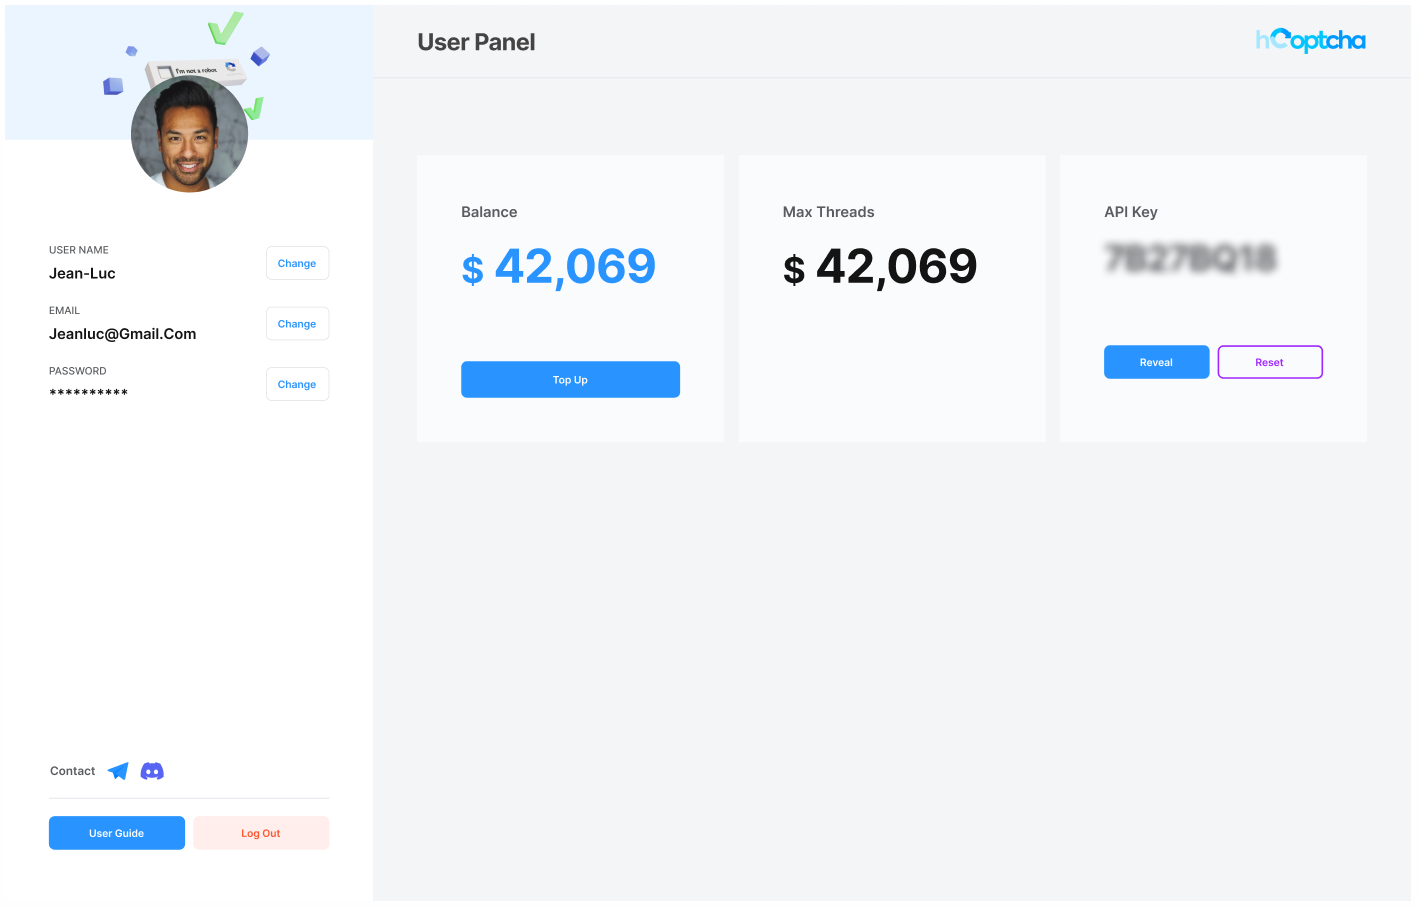 I'm not a robot
USER NAME
Jean-Luc
Change
EMAIL
Jeanluc@Gmail.Com
Change
PASSWORD
**********
Change
Contact
User Guide
Log Out
User Panel
hCoptcha
Balance
$ 42,069
Top Up
Max Threads
$ 42,069
API Key
Reveal
Reset